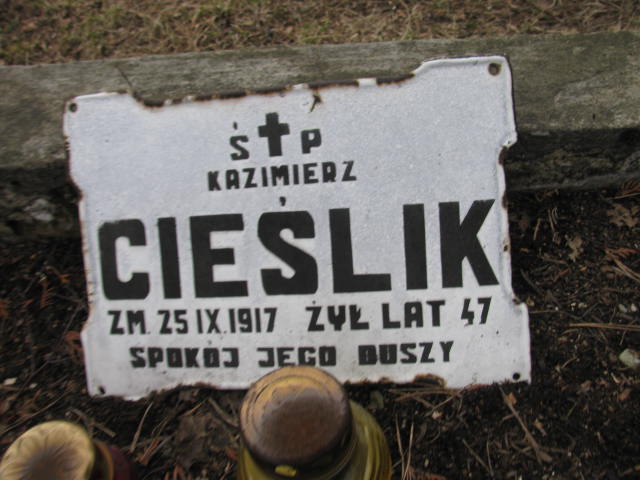 Ś ✝ P
KAZIMIERZ
CIEŚLIK
ZM. 25 IX. 1917 ŻYŁ LAT 47
SPOKÓJ JEGO DUSZY